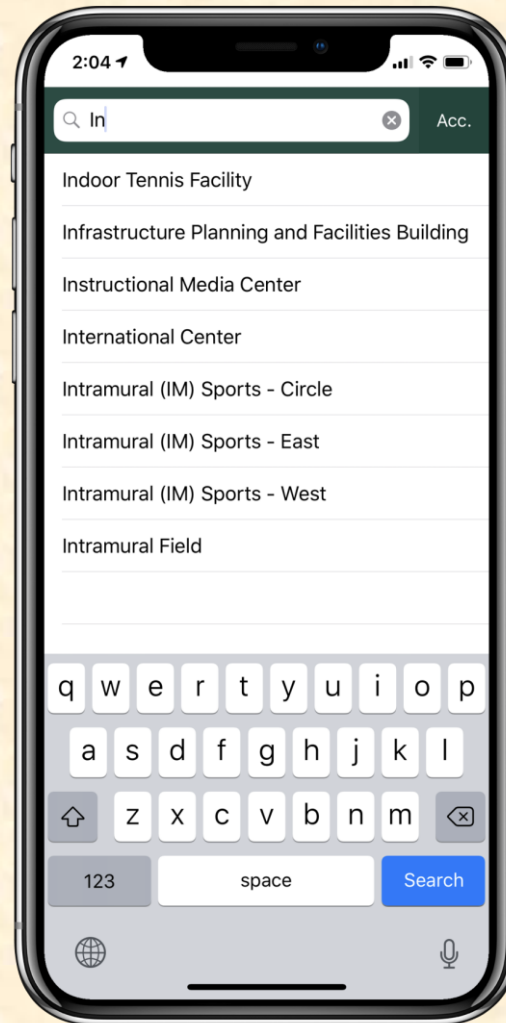 2:04
In
Acc.
Indoor Tennis Facility
Infrastructure Planning and Facilities Building
Instructional Media Center
International Center
Intramural (IM) Sports - Circle
Intramural (IM) Sports - East
Intramural (IM) Sports - West
Intramural Field
q w e r t y u i o p
a s d f g h j k l
z x c v b n m
123 space Search